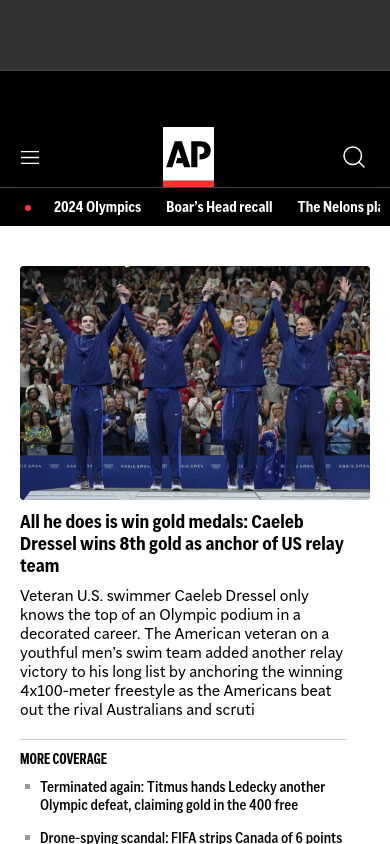 AP
2024 Olympics Boar's Head recall The Nelons pla
All he does is win gold medals: Caeleb
Dressel wins 8th gold as anchor of US relay
team
Veteran U.S. swimmer Caeleb Dressel only
knows the top of an Olympic podium in a
decorated career. The American veteran on a
youthful men's swim team added another relay
victory to his long list by anchoring the winning
4x100-meter freestyle as the Americans beat
out the rival Australians and scruti
MORE COVERAGE
Terminated again: Titmus hands Ledecky another
Olympic defeat, claiming gold in the 400 free
Drone-spying scandal: FIFA strips Canada of 6 points